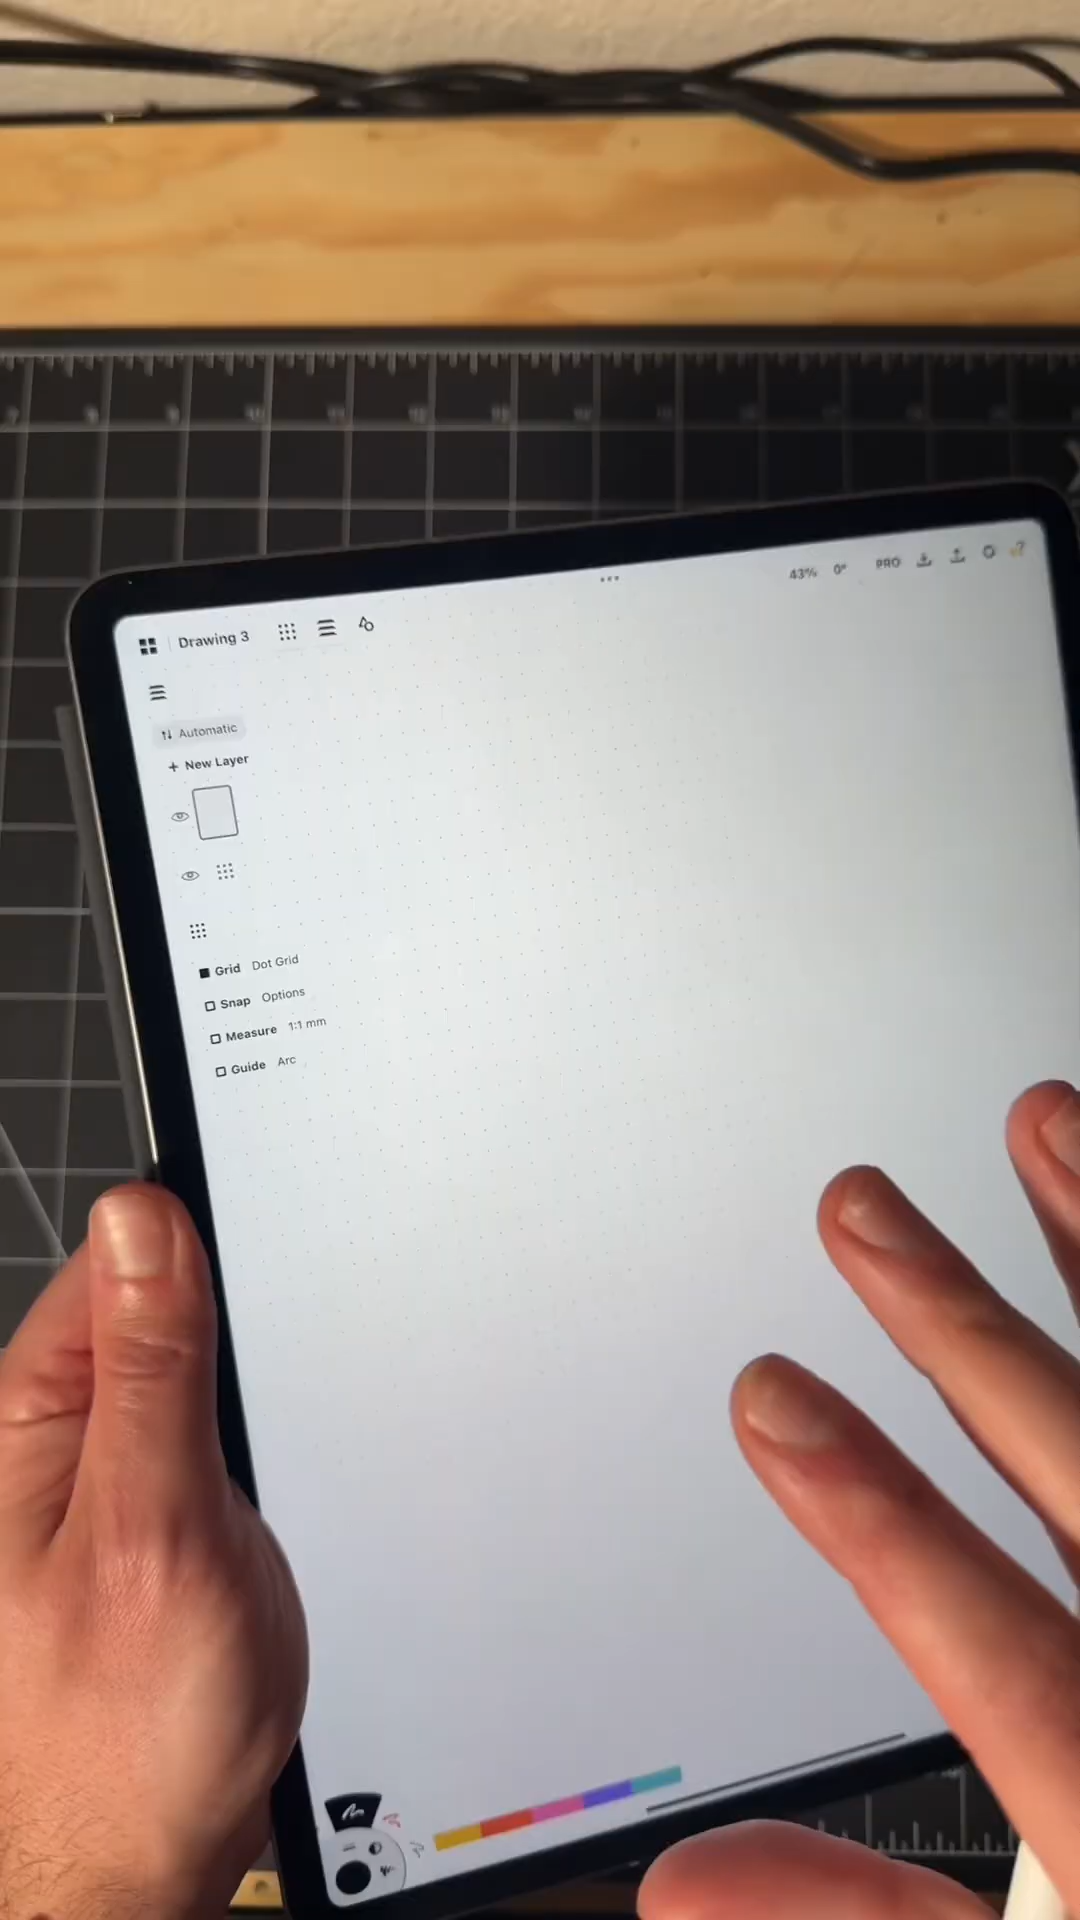 43% 0° PRO
Drawing 3
Automatic
+ New Layer
Grid Dot Grid
Snap Options
Measure 1:1 mm
Guide Arc